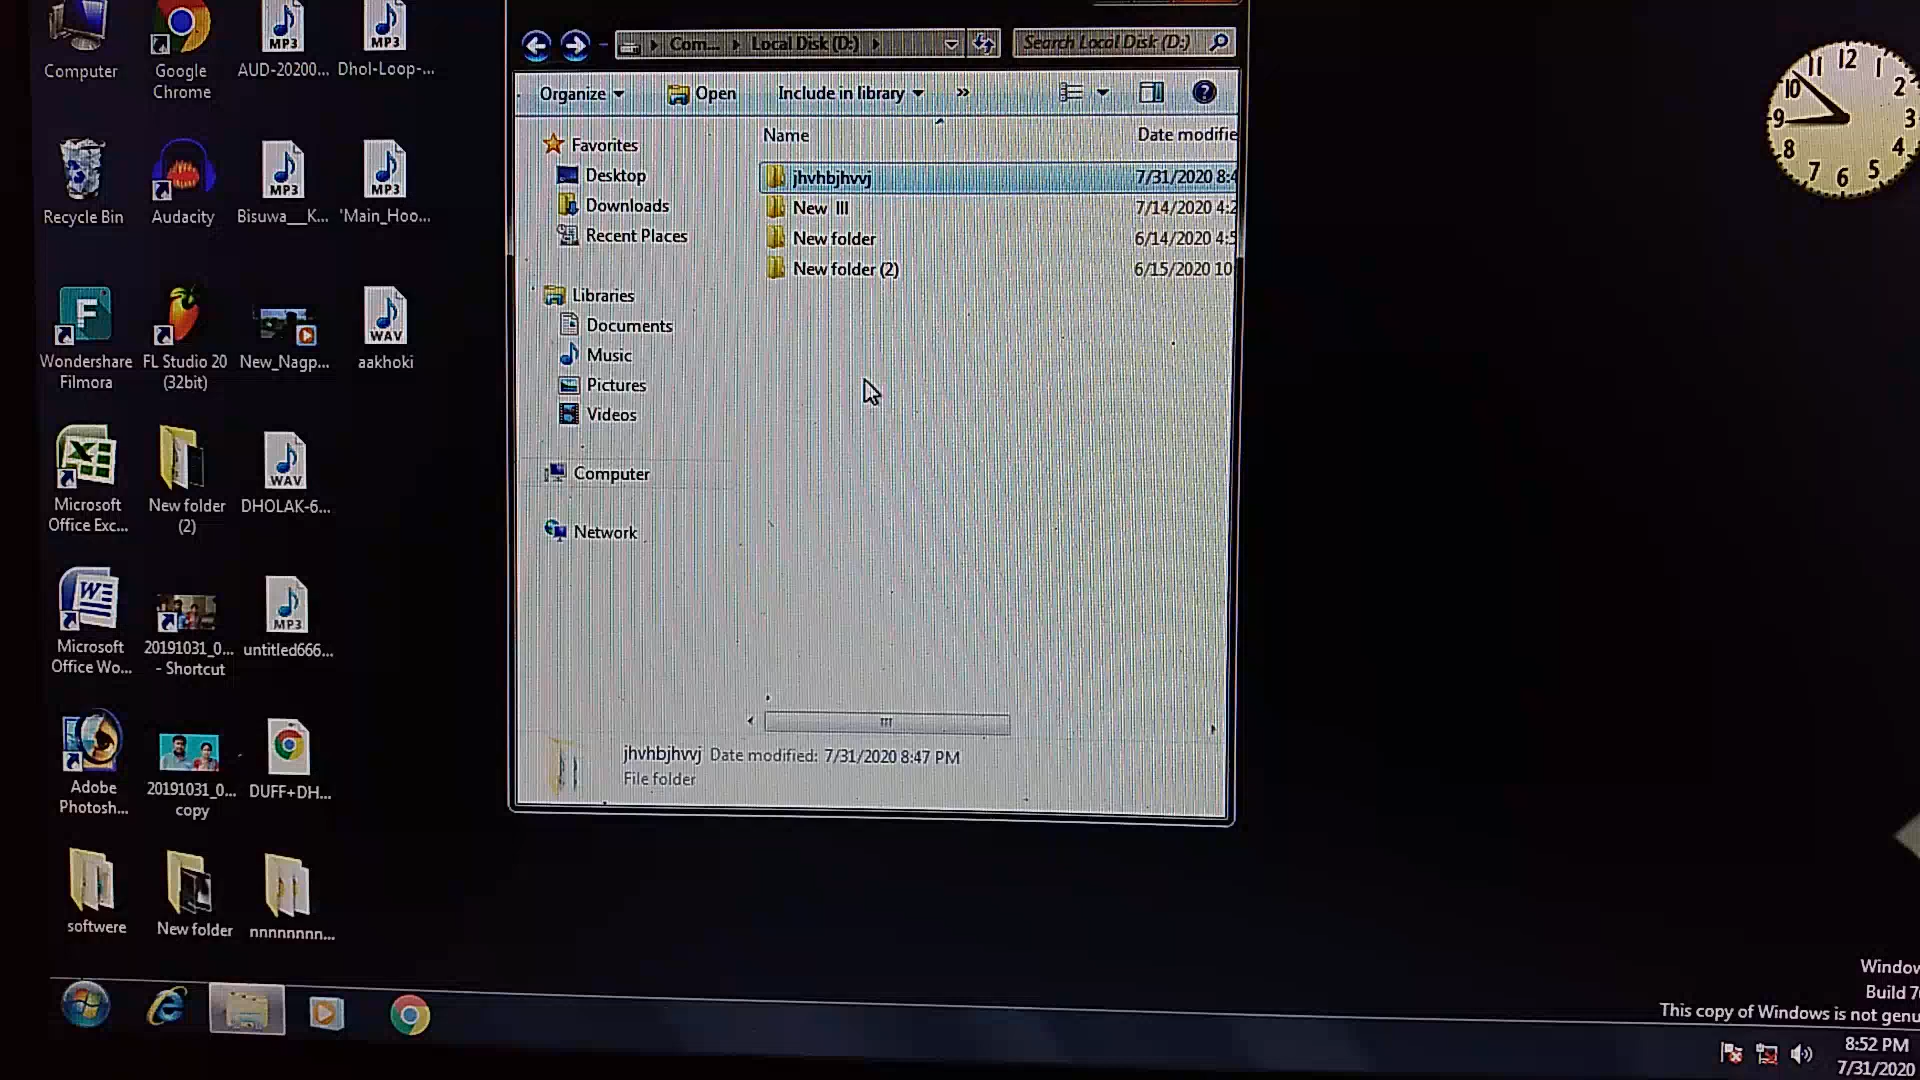 Computer
Google Chrome
AUD-20200...
Dhol-Loop-...
Recycle Bin
Audacity
Bisuwa___K...
'Main_Hoo...
Wondershare Filmora
FL Studio 20 (32bit)
New_Nagp...
aakhoki
Microsoft Office Exc...
New folder (2)
DHOLAK-6...
Microsoft Office Wo...
20191031_0... - Shortcut
untitled666...
Adobe Photosh...
20191031_0... copy
DUFF+DH...
softwere
New folder
nnnnnnnn...
MP3
MP3
MP3
MP3
WAV
WAV
MP3
Com... Local Disk (D:)
Search Local Disk (D:)
Organize Open Include in library »
Name Date modifie
Favorites
Desktop
Downloads
Recent Places
Libraries
Documents
Music
Pictures
Videos
Computer
Network
jhvhbjhvvj 7/31/2020 8:4
New III 7/14/2020 4:2
New folder 6/14/2020 4:5
New folder (2) 6/15/2020 10
jhvhbjhvvj Date modified: 7/31/2020 8:47 PM
File folder
12 1 2 3 4 5 6 7 8 9 10 11
Window
Build 7
This copy of Windows is not genu
8:52 PM
7/31/2020